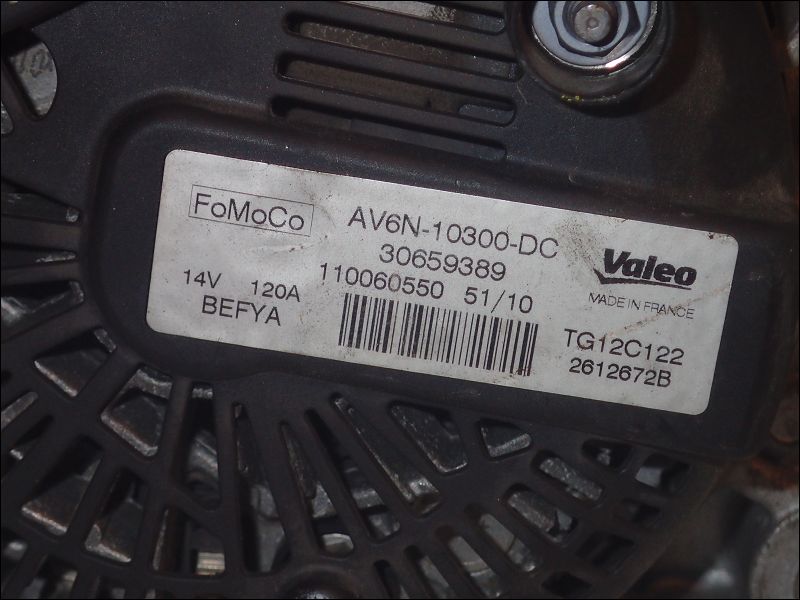 FoMoCo
AV6N-10300-DC
30659389
14V 120A
110060550 51/10
BEFYA
Valeo
MADE IN FRANCE
TG12C122
2612672B